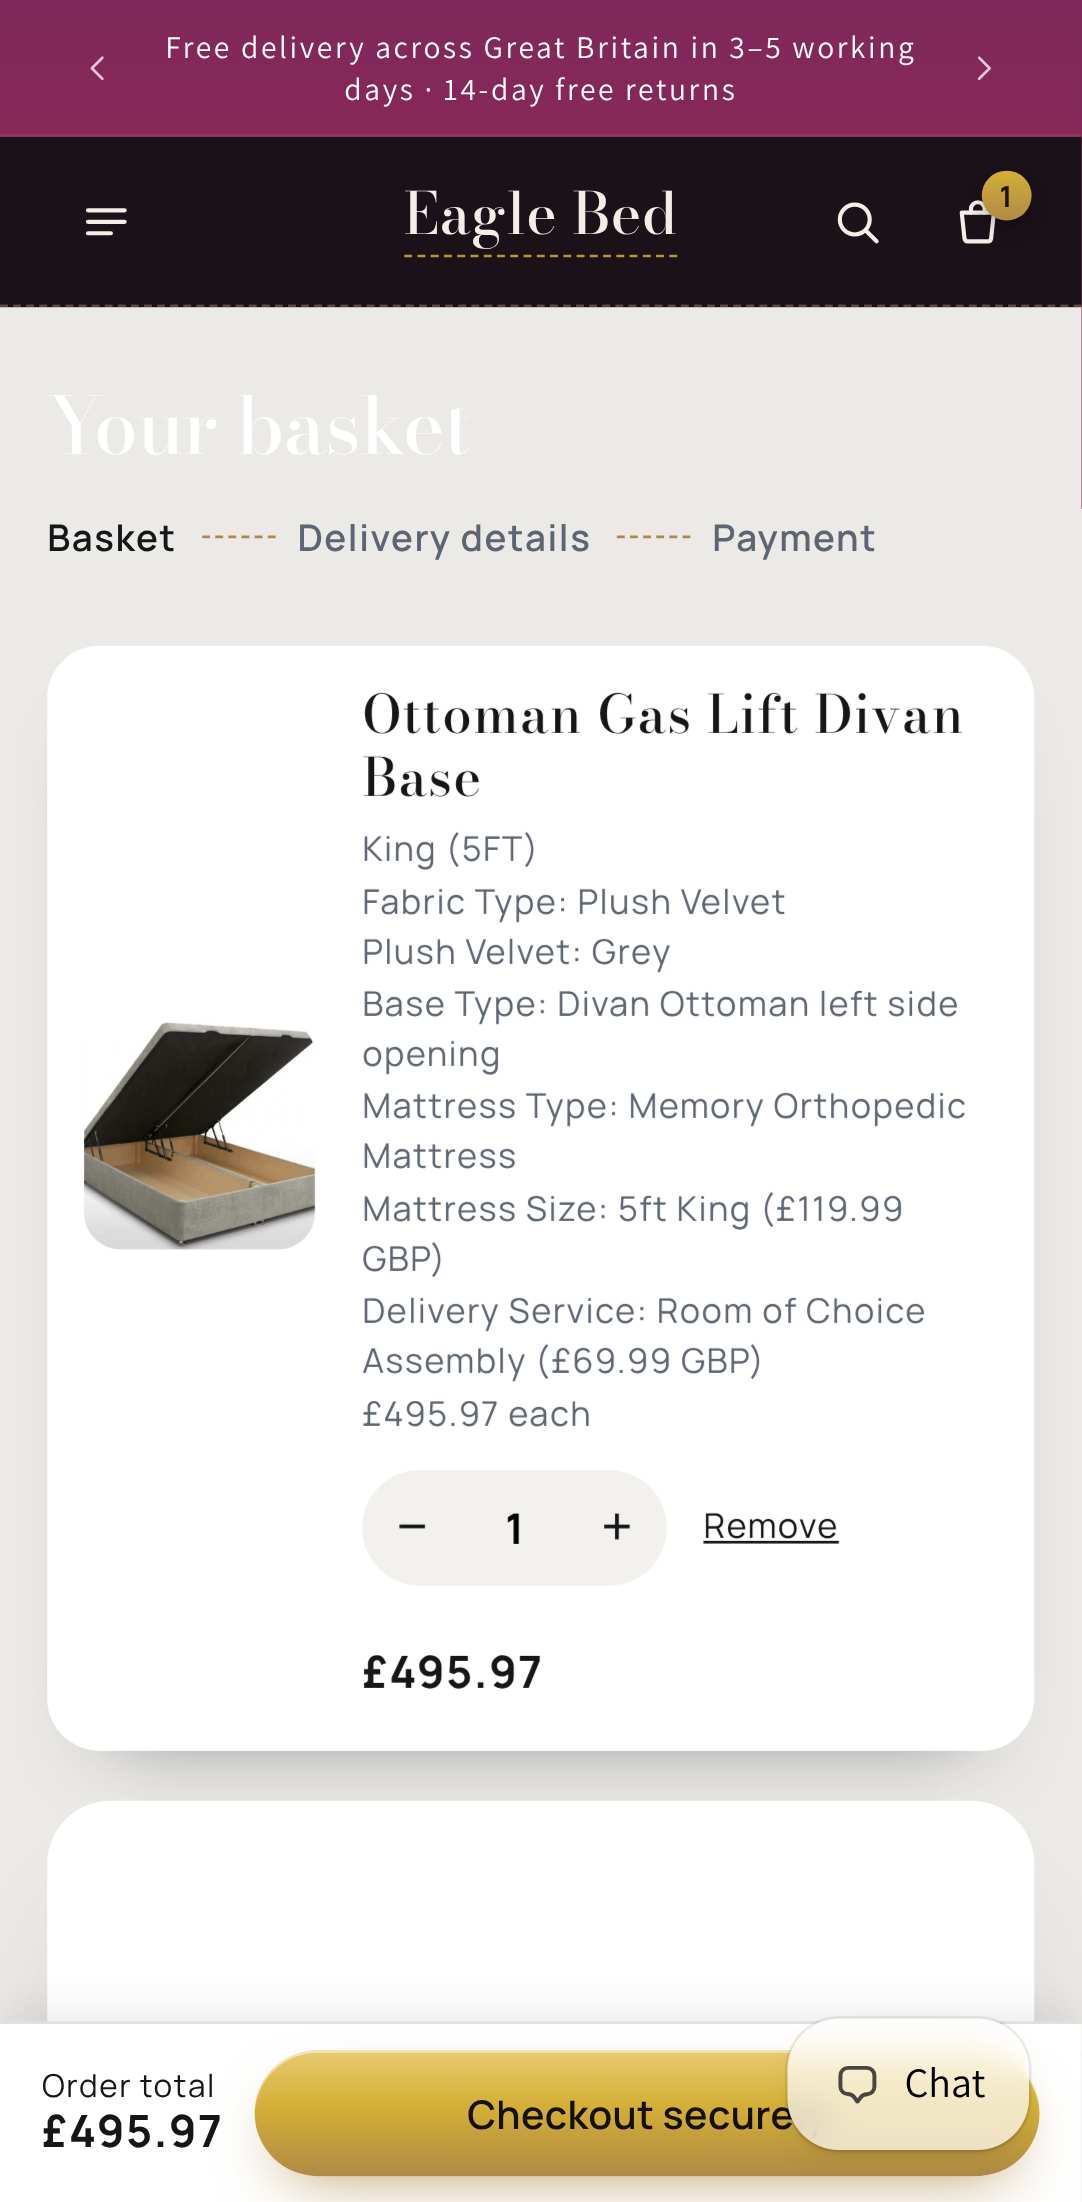 Free delivery across Great Britain in 3–5 working
days · 14-day free returns
Eagle Bed
1
Your basket
Basket
Delivery details
Payment
Ottoman Gas Lift Divan
Base
King (5FT)
Fabric Type: Plush Velvet
Plush Velvet: Grey
Base Type: Divan Ottoman left side
opening
Mattress Type: Memory Orthopedic
Mattress
Mattress Size: 5ft King (£119.99
GBP)
Delivery Service: Room of Choice
Assembly (£69.99 GBP)
£495.97 each
1
Remove
£495.97
Order total
£495.97
Checkout secure
Chat